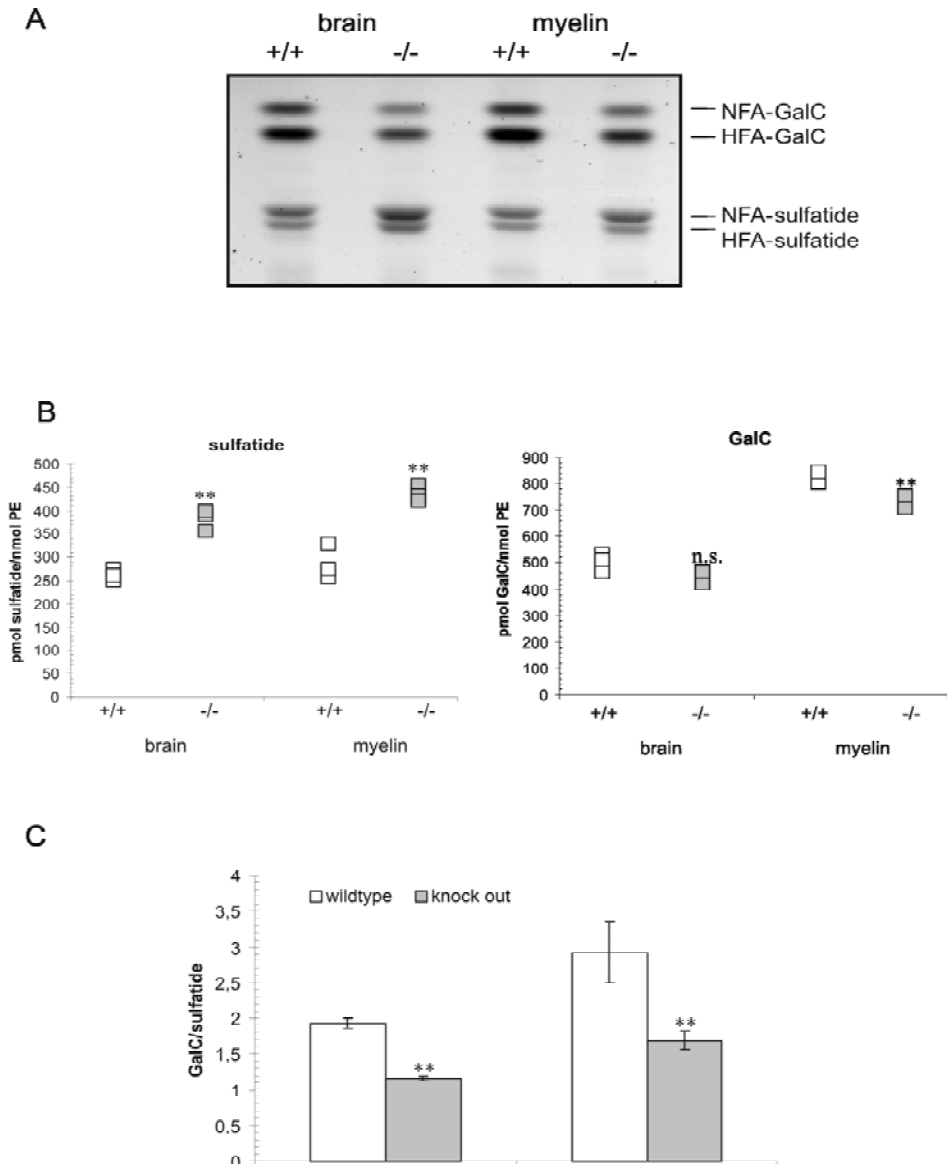 A
brain myelin
+/+ -/- +/+ -/-
NFA-GalC
HFA-GalC
NFA-sulfatide
HFA-sulfatide
B
sulfatide
**
**
500
450
400
350
300
250
200
150
100
50
0
pmol sulfatide/nmol PE
+/+ -/- +/+ -/-
brain myelin
GalC
n.s.
**
900
800
700
600
500
400
300
200
100
0
pmol GalC/nmol PE
+/+ -/- +/+ -/-
brain myelin
C
wildtype knock out
4
3,5
3
2,5
2
1,5
1
0,5
0
GalC/sulfatide
**
**